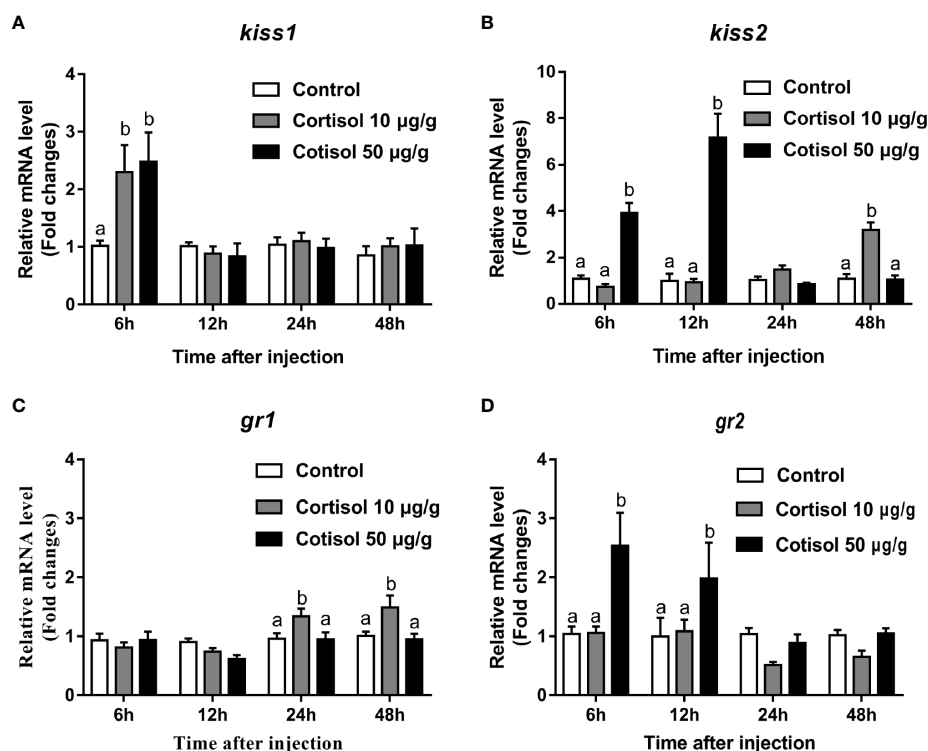 A
kiss1
Relative mRNA level
(Fold changes)
4
3
2
1
0
a
b
b
Control
Cortisol 10 µg/g
Cotisol 50 µg/g
6h
12h
24h
48h
Time after injection
B
kiss2
Relative mRNA level
(Fold changes)
10
8
6
4
2
0
a
a
b
a
a
b
a
b
a
Control
Cortisol 10 µg/g
Cotisol 50 µg/g
6h
12h
24h
48h
Time after injection
C
gr1
Relative mRNA level
(Fold changes)
4
3
2
1
0
a
b
a
a
b
a
Control
Cortisol 10 µg/g
Cotisol 50 µg/g
6h
12h
24h
48h
Time after injection
D
gr2
Relative mRNA level
(Fold changes)
4
3
2
1
0
a
a
b
a
a
b
Control
Cortisol 10 µg/g
Cotisol 50 µg/g
6h
12h
24h
48h
Time after injection